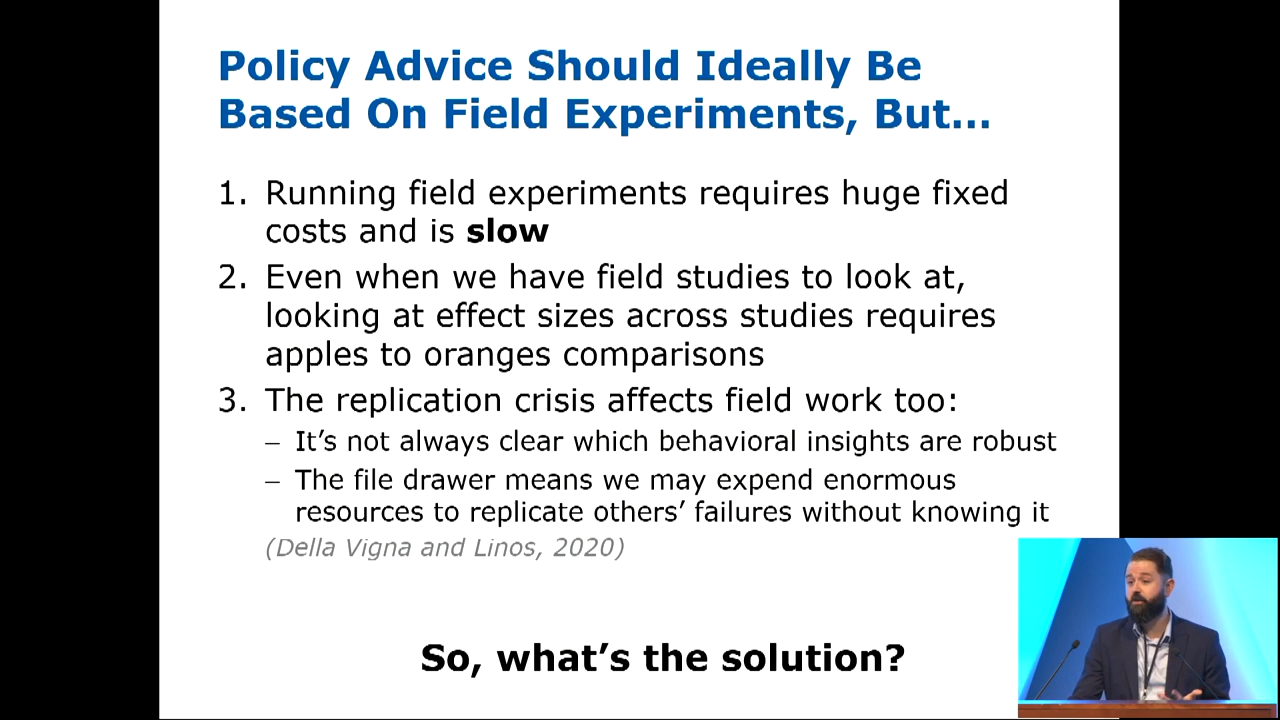 Policy Advice Should Ideally Be
Based On Field Experiments, But...
1. Running field experiments requires huge fixed
costs and is slow
2. Even when we have field studies to look at,
looking at effect sizes across studies requires
apples to oranges comparisons
3. The replication crisis affects field work too:
– It’s not always clear which behavioral insights are robust
– The file drawer means we may expend enormous
resources to replicate others’ failures without knowing it
(Della Vigna and Linos, 2020)
So, what’s the solution?